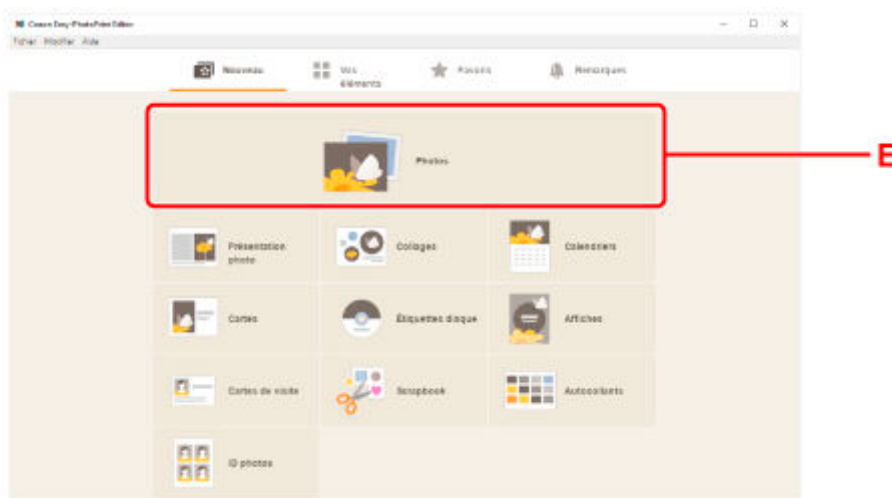 Canon Easy-PhotoPrint Editor
Fichier Modifier Aide
Nouveau
Vos
éléments
Favoris
Remarques
Photos
E
Présentation
photo
Collages
Calendriers
Cartes
Étiquettes disque
Affiches
Cartes de visite
Scrapbook
Autocollants
ID photos